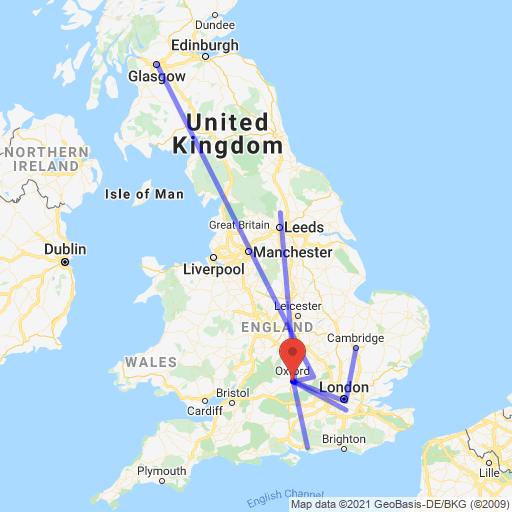 Dundee
Edinburgh
Glasgow
United
Kingdom
NORTHERN
IRELAND
Isle of Man
Great Britain
Leeds
Dublin
Manchester
Liverpool
Leicester
ENGLAND
Cambridge
WALES
Oxford
London
Bristol
Cardiff
Brighton
Plymouth
Lille
English Channel
Map data ©2021 GeoBasis-DE/BKG (©2009)